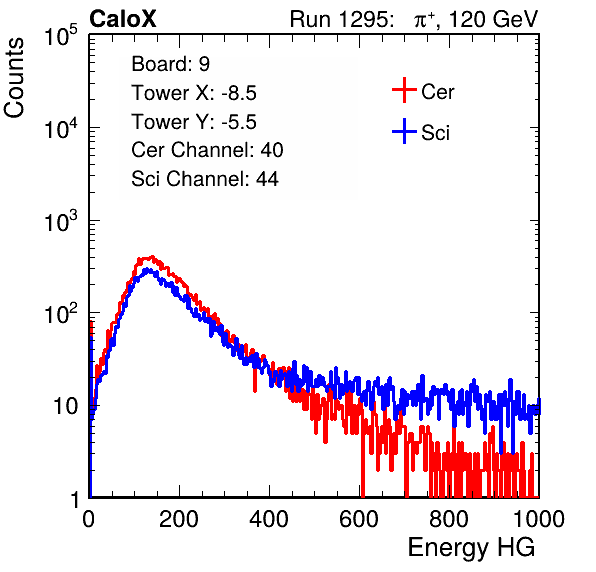 CaloX Run 1295: π⁺, 120 GeV
Counts
10⁵
10⁴
10³
10²
10
1
Board: 9
Tower X: -8.5
Tower Y: -5.5
Cer Channel: 40
Sci Channel: 44
Cer
Sci
0 200 400 600 800 1000
Energy HG